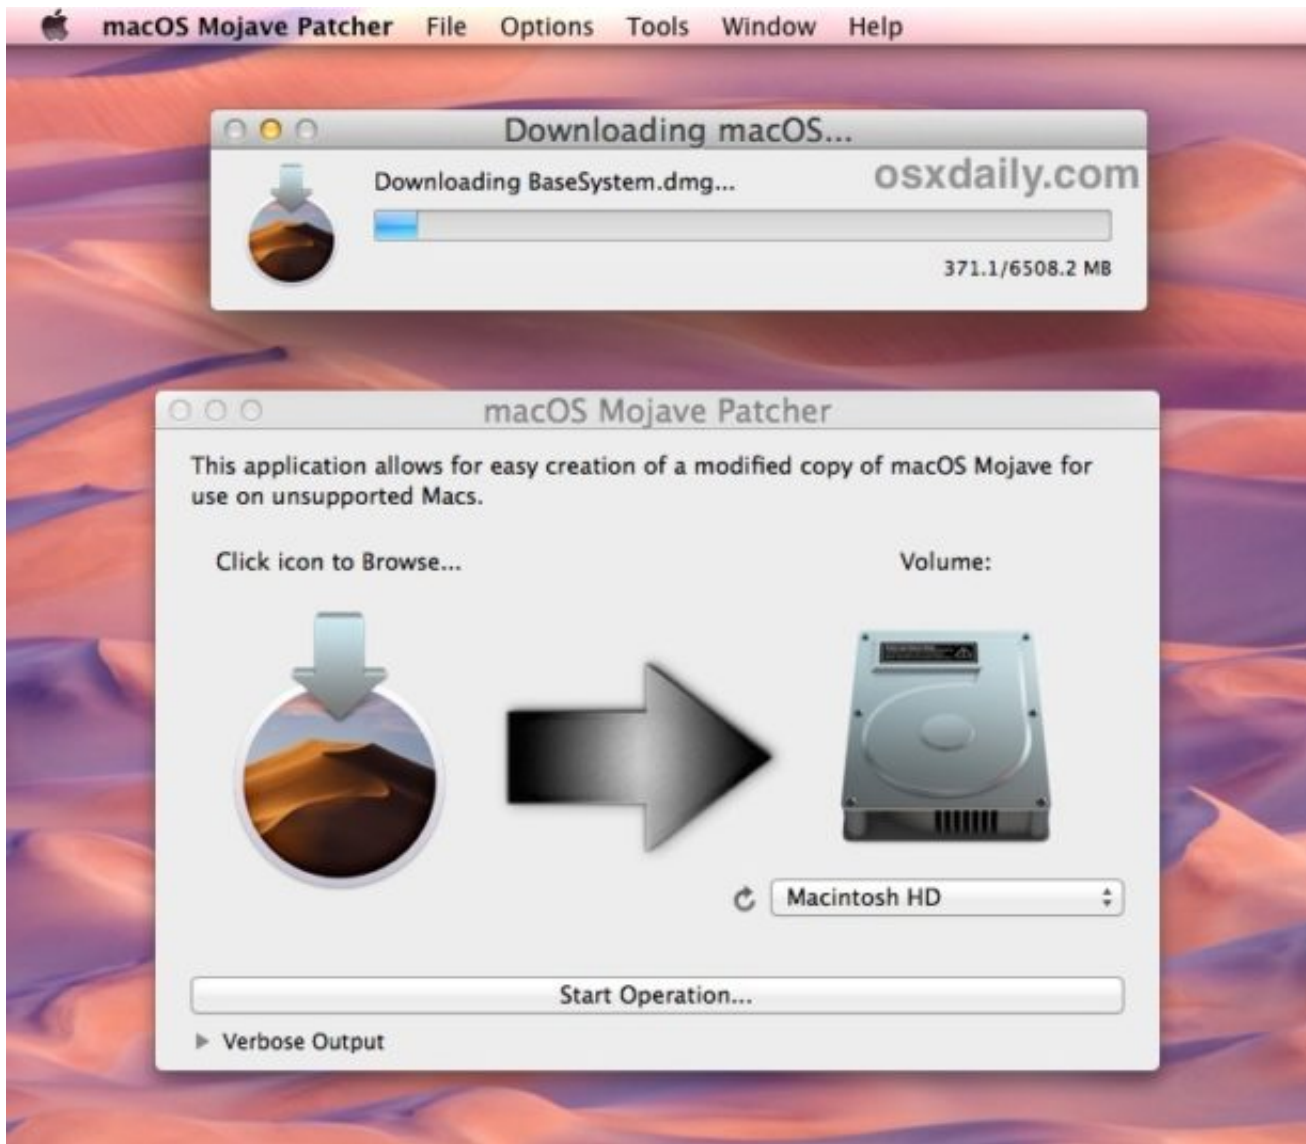 macOS Mojave Patcher File Options Tools Window Help
Downloading macOS...
osxdaily.com
Downloading BaseSystem.dmg...
371.1/6508.2 MB
macOS Mojave Patcher
This application allows for easy creation of a modified copy of macOS Mojave for
use on unsupported Macs.
Click icon to Browse...
Volume:
Macintosh HD
Start Operation...
Verbose Output